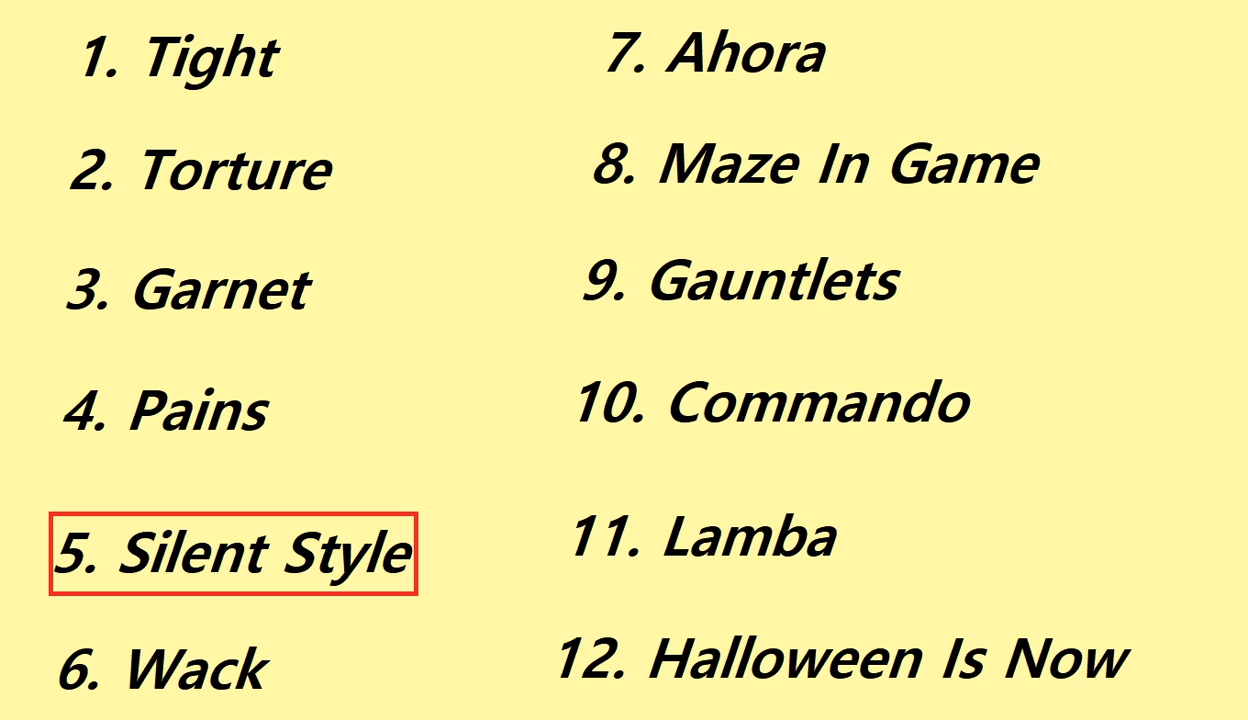 1. Tight
2. Torture
3. Garnet
4. Pains
5. Silent Style
6. Wack
7. Ahora
8. Maze In Game
9. Gauntlets
10. Commando
11. Lamba
12. Halloween Is Now